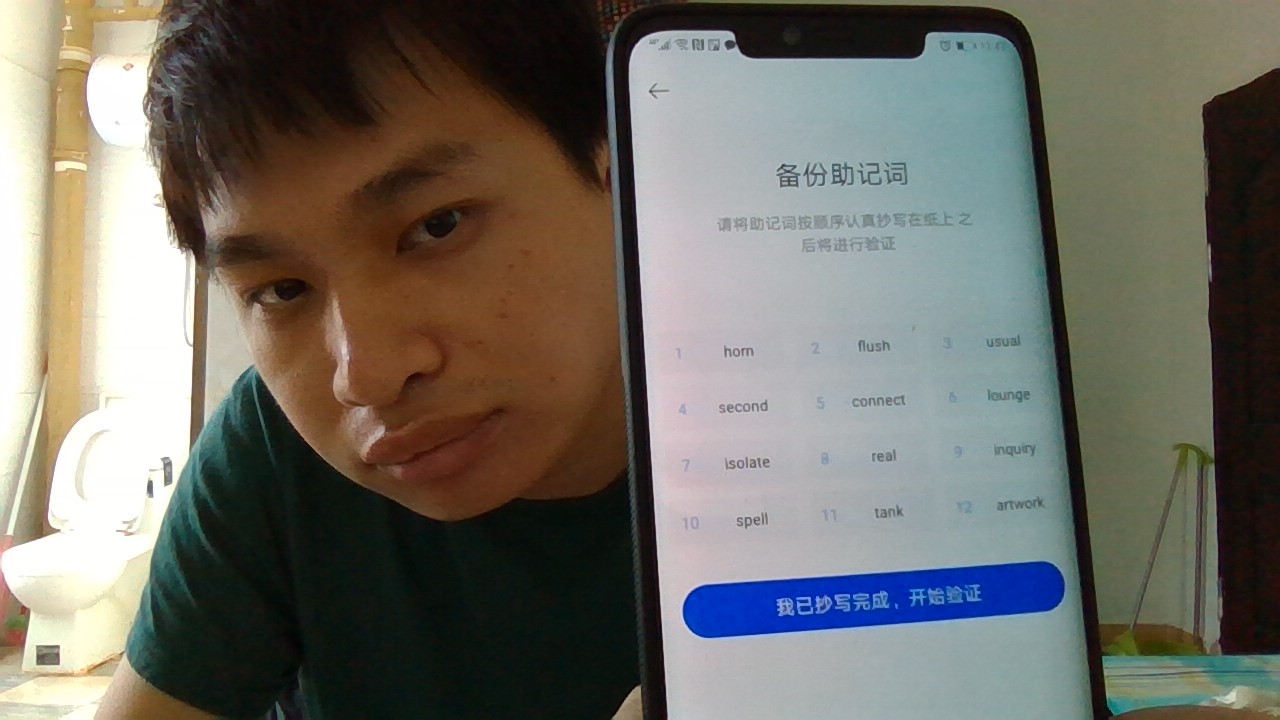 备份助记词
请将助记词按顺序认真抄写在纸上 之
后将进行验证
1 horn 2 flush 3 usual
4 second 5 connect 6 lounge
7 isolate 8 real 9 inquiry
10 spell 11 tank 12 artwork
我已抄写完成，开始验证